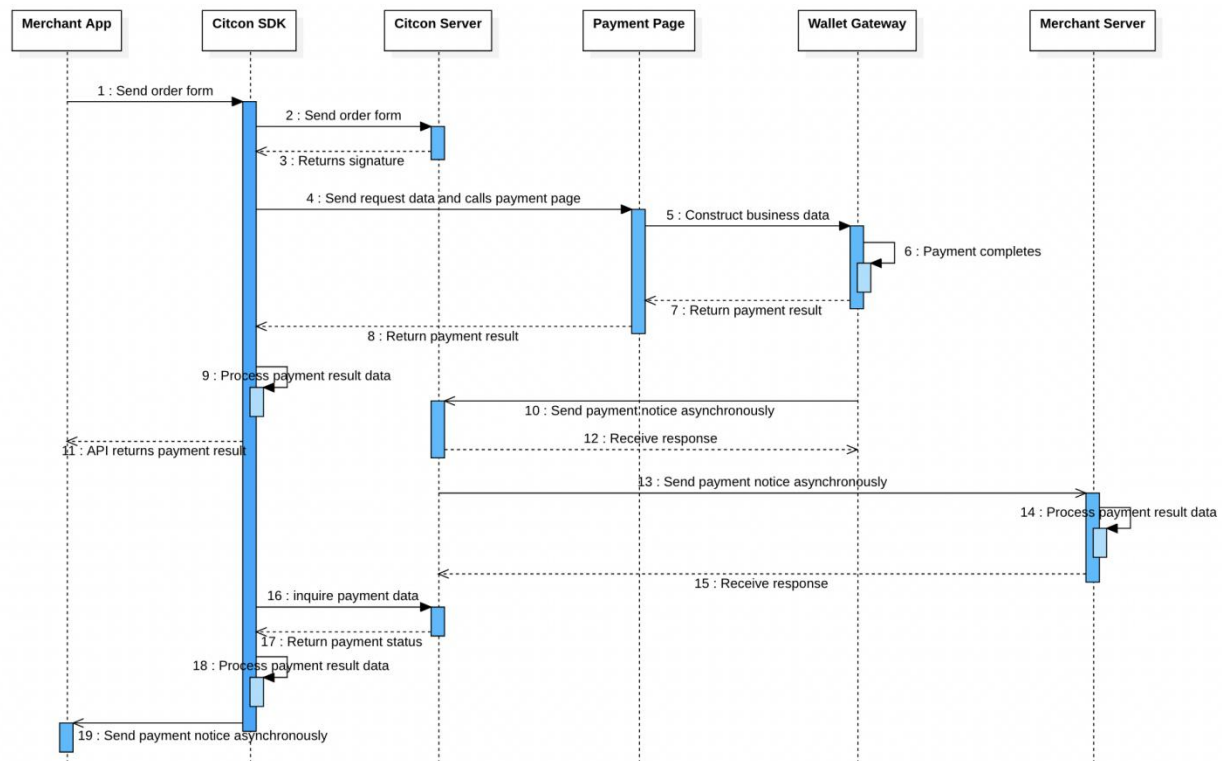 Merchant App
Citcon SDK
Citcon Server
Payment Page
Wallet Gateway
Merchant Server
1 : Send order form
2 : Send order form
3 : Returns signature
4 : Send request data and calls payment page
5 : Construct business data
6 : Payment completes
7 : Return payment result
8 : Return payment result
9 : Process payment result data
10 : Send payment notice asynchronously
11 : API returns payment result
12 : Receive response
13 : Send payment notice asynchronously
14 : Process payment result data
15 : Receive response
16 : inquire payment data
17 : Return payment status
18 : Process payment result data
19 : Send payment notice asynchronously